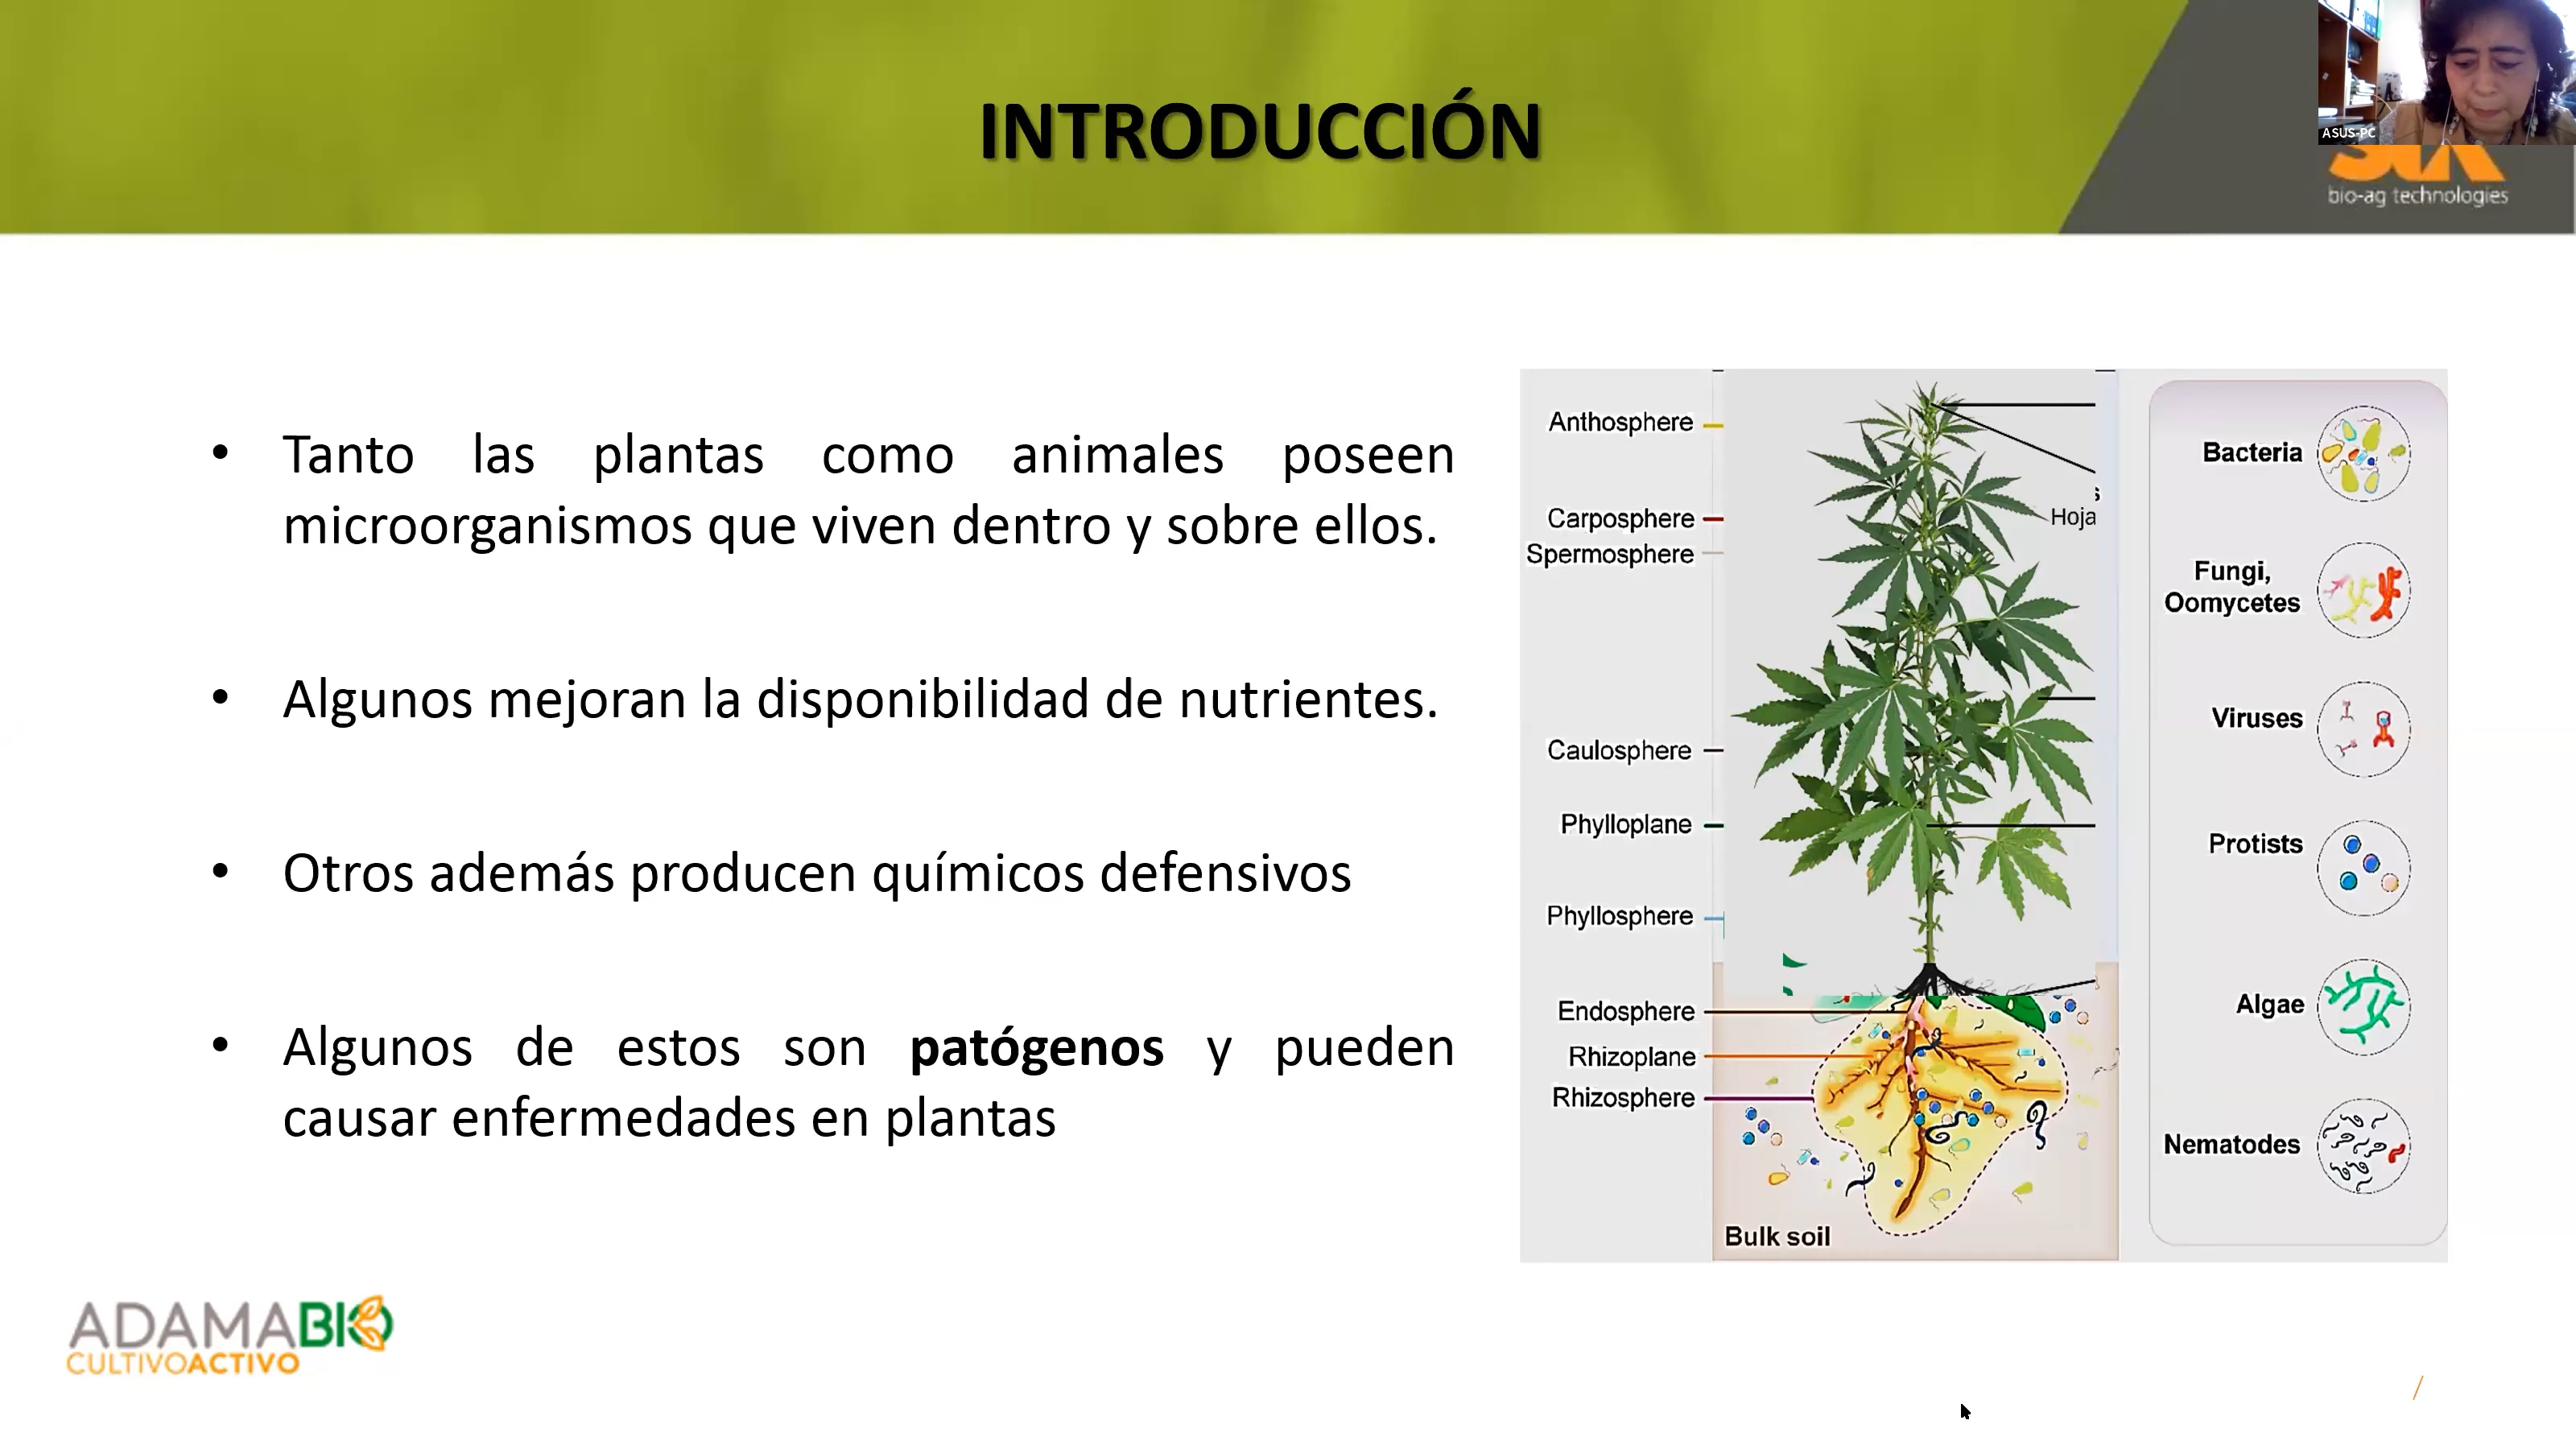 INTRODUCCIÓN
ASUS-PC
bio-ag technologies
• Tanto las plantas como animales poseen
microorganismos que viven dentro y sobre ellos.
• Algunos mejoran la disponibilidad de nutrientes.
• Otros además producen químicos defensivos
• Algunos de estos son patógenos y pueden
causar enfermedades en plantas
Anthosphere
Carposphere
Spermosphere
Caulosphere
Phylloplane
Phyllosphere
Endosphere
Rhizoplane
Rhizosphere
Bulk soil
s
Hoja
Bacteria
Fungi,
Oomycetes
Viruses
Protists
Algae
Nematodes
ADAMABIO
CULTIVOACTIVO
/